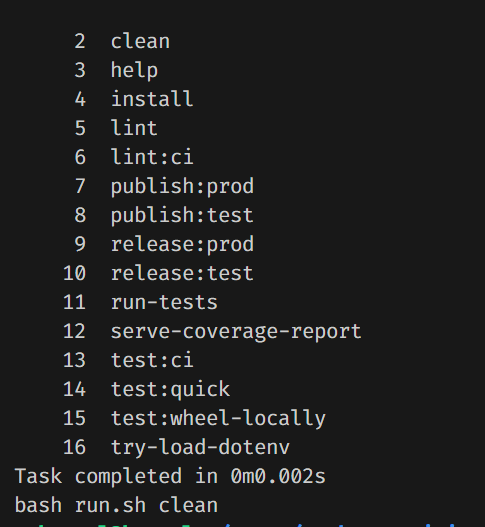 2 clean
3 help
4 install
5 lint
6 lint:ci
7 publish:prod
8 publish:test
9 release:prod
10 release:test
11 run-tests
12 serve-coverage-report
13 test:ci
14 test:quick
15 test:wheel-locally
16 try-load-dotenv
Task completed in 0m0.002s
bash run.sh clean